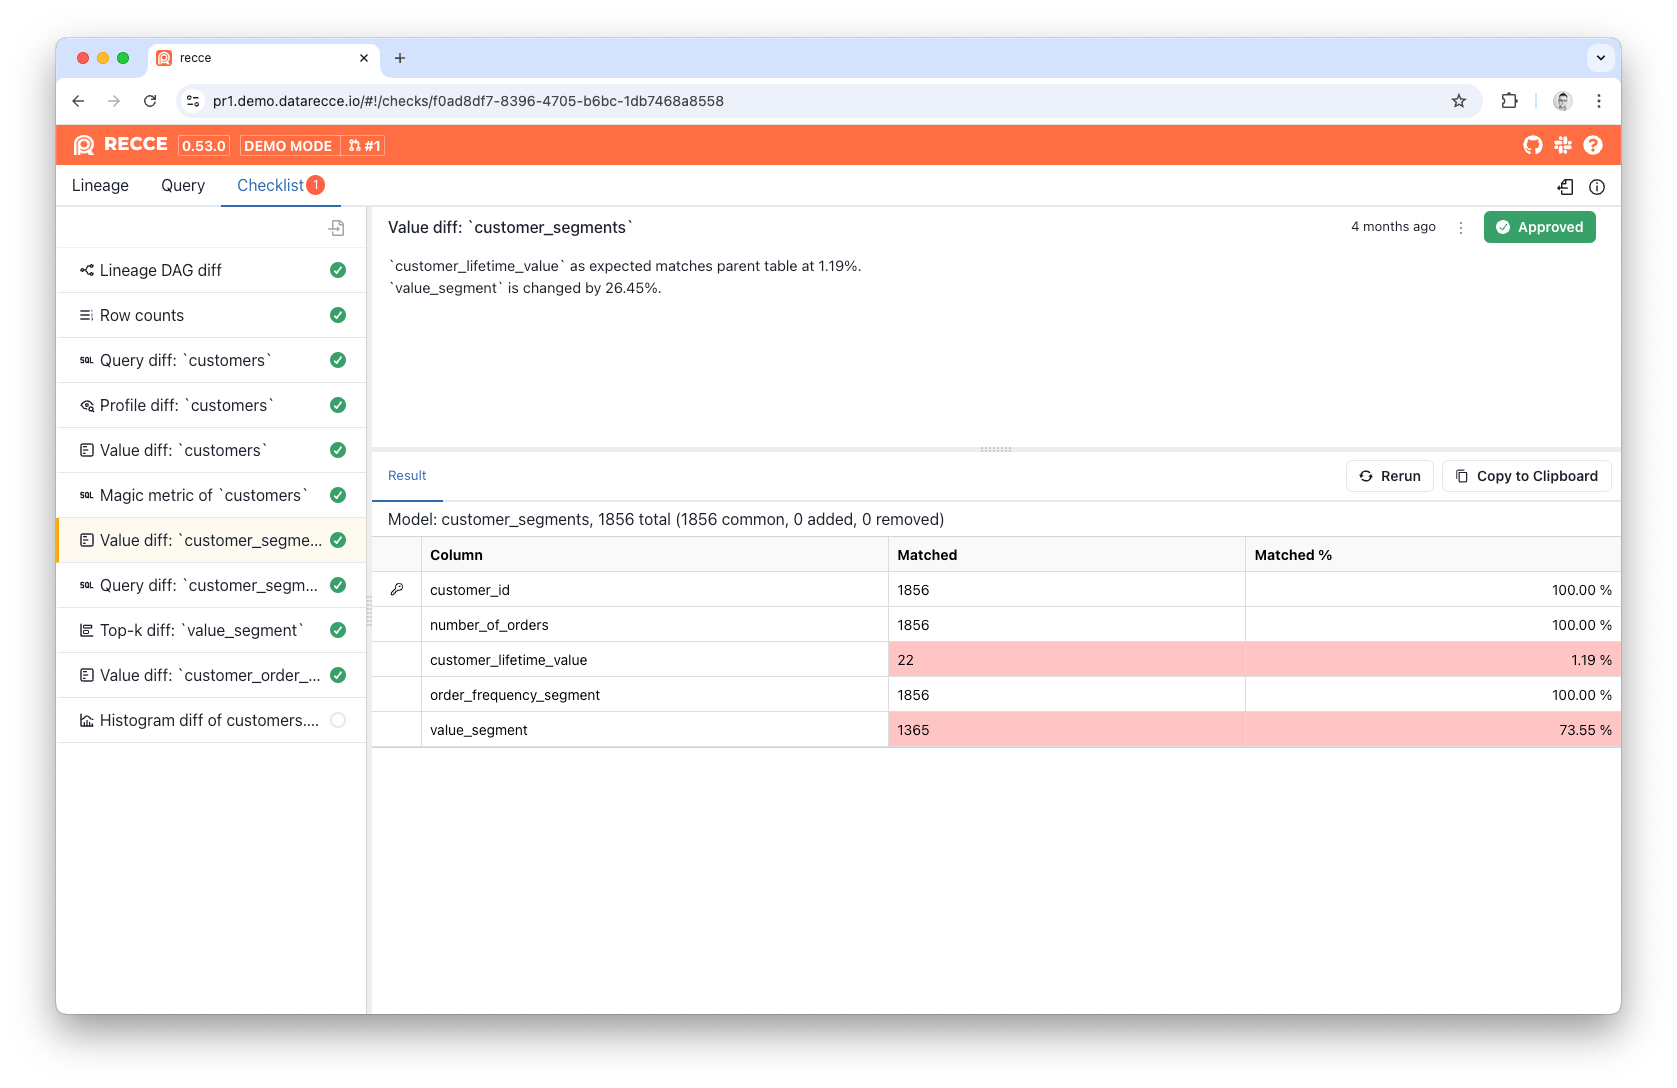 recce
pr1.demo.datarecce.io/#!/checks/f0ad8df7-8396-4705-b6bc-1db7468a8558
RECCE 0.53.0 DEMO MODE #1
Lineage Query Checklist 1
Lineage DAG diff
Row counts
SQL Query diff: `customers`
Profile diff: `customers`
Value diff: `customers`
SQL Magic metric of `customers`
Value diff: `customer_segme...
SQL Query diff: `customer_segm...
Top-k diff: `value_segment`
Value diff: `customer_order_...
Histogram diff of customers....
Value diff: `customer_segments` 4 months ago Approved
`customer_lifetime_value` as expected matches parent table at 1.19%.
`value_segment` is changed by 26.45%.
Result Rerun Copy to Clipboard
Model: customer_segments, 1856 total (1856 common, 0 added, 0 removed)
Column Matched Matched %
customer_id 1856 100.00 %
number_of_orders 1856 100.00 %
customer_lifetime_value 22 1.19 %
order_frequency_segment 1856 100.00 %
value_segment 1365 73.55 %